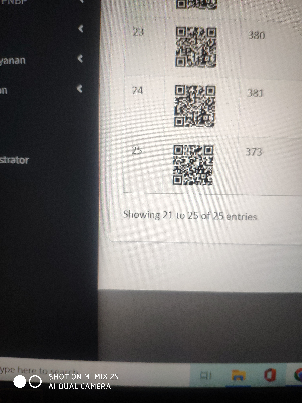 PNBP
23 380
yanan
24 381
an
25 373
strator
Showing 21 to 25 of 25 entries
ype here to search
SHOT ON MI MIX 2S
AI DUAL CAMERA